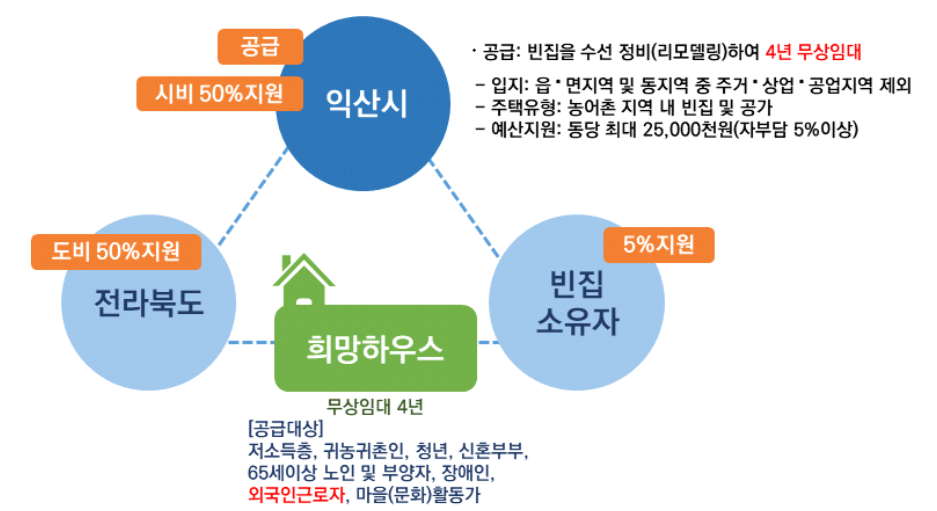 공급
시비 50%지원
익산시
· 공급: 빈집을 수선 정비(리모델링)하여 4년 무상임대
– 입지: 읍·면지역 및 동지역 중 주거·상업·공업지역 제외
– 주택유형: 농어촌 지역 내 빈집 및 공가
– 예산지원: 동당 최대 25,000천원(자부담 5%이상)
도비 50%지원
전라북도
5%지원
빈집
소유자
희망하우스
무상임대 4년
[공급대상]
저소득층, 귀농귀촌인, 청년, 신혼부부,
65세이상 노인 및 부양자, 장애인,
외국인근로자, 마을(문화)활동가